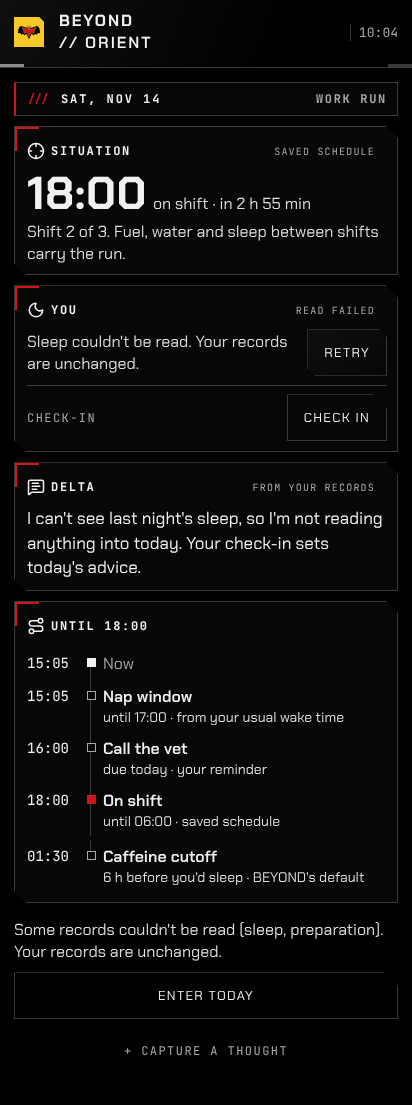 BEYOND
// ORIENT
10:04
/// SAT, NOV 14 WORK RUN
SITUATION SAVED SCHEDULE
18:00 on shift · in 2 h 55 min
Shift 2 of 3. Fuel, water and sleep between shifts
carry the run.
YOU READ FAILED
Sleep couldn't be read. Your records
are unchanged.
RETRY
CHECK-IN CHECK IN
DELTA FROM YOUR RECORDS
I can't see last night's sleep, so I'm not reading
anything into today. Your check-in sets
today's advice.
UNTIL 18:00
15:05 Now
15:05 Nap window
until 17:00 · from your usual wake time
16:00 Call the vet
due today · your reminder
18:00 On shift
until 06:00 · saved schedule
01:30 Caffeine cutoff
6 h before you'd sleep · BEYOND's default
Some records couldn't be read (sleep, preparation).
Your records are unchanged.
ENTER TODAY
+ CAPTURE A THOUGHT